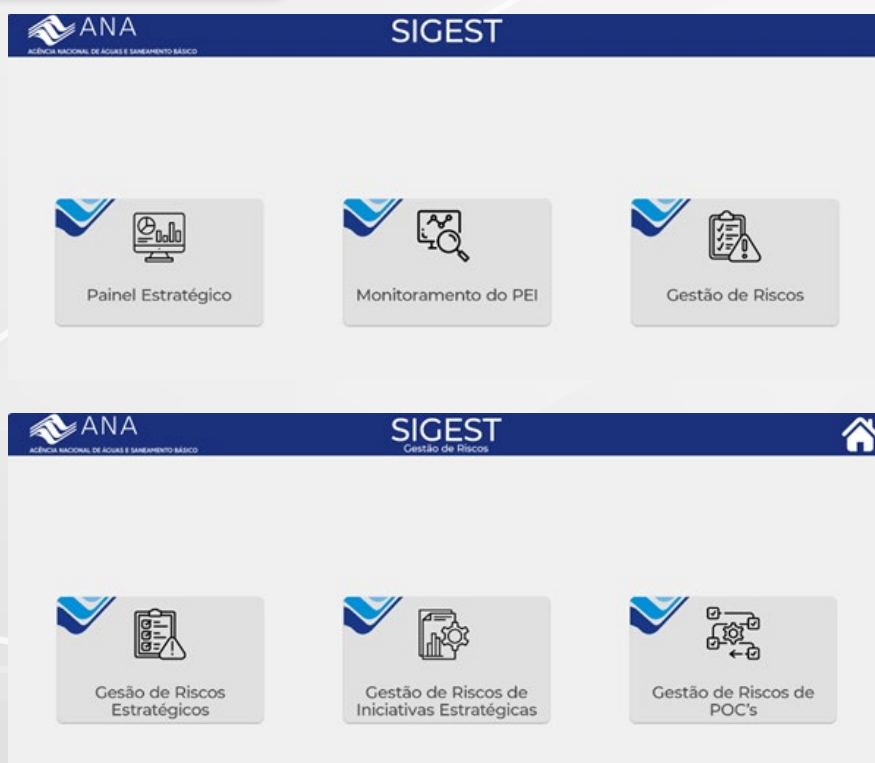 ANA
SIGEST
AGÊNCIA NACIONAL DE ÁGUAS E SANEAMENTO BÁSICO
Painel Estratégico
Monitoramento do PEI
Gestão de Riscos
ANA
SIGEST
Gestão de Riscos
AGÊNCIA NACIONAL DE ÁGUAS E SANEAMENTO BÁSICO
Gesão de Riscos
Estratégicos
Gestão de Riscos de
Iniciativas Estratégicas
Gestão de Riscos de
POC's